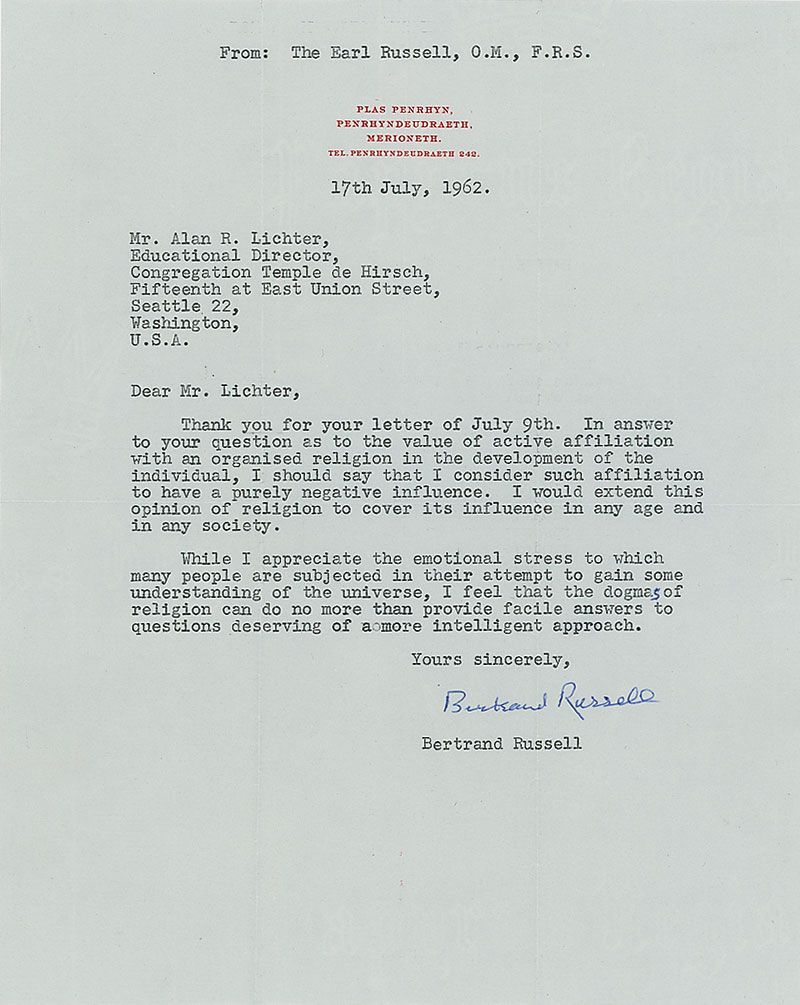 From: The Earl Russell, O.M., F.R.S.
PLAS PENRHYN,
PENRHYNDEUDRAETH,
MERIONETH.
TEL. PENRHYNDEUDRAETH 242.
17th July, 1962.
Mr. Alan R. Lichter,
Educational Director,
Congregation Temple de Hirsch,
Fifteenth at East Union Street,
Seattle 22,
Washington,
U.S.A.
Dear Mr. Lichter,
Thank you for your letter of July 9th. In answer
to your question as to the value of active affiliation
with an organised religion in the development of the
individual, I should say that I consider such affiliation
to have a purely negative influence. I would extend this
opinion of religion to cover its influence in any age and
in any society.
While I appreciate the emotional stress to which
many people are subjected in their attempt to gain some
understanding of the universe, I feel that the dogmas of
religion can do no more than provide facile answers to
questions deserving of a more intelligent approach.
Yours sincerely,
Bertrand Russell
Bertrand Russell